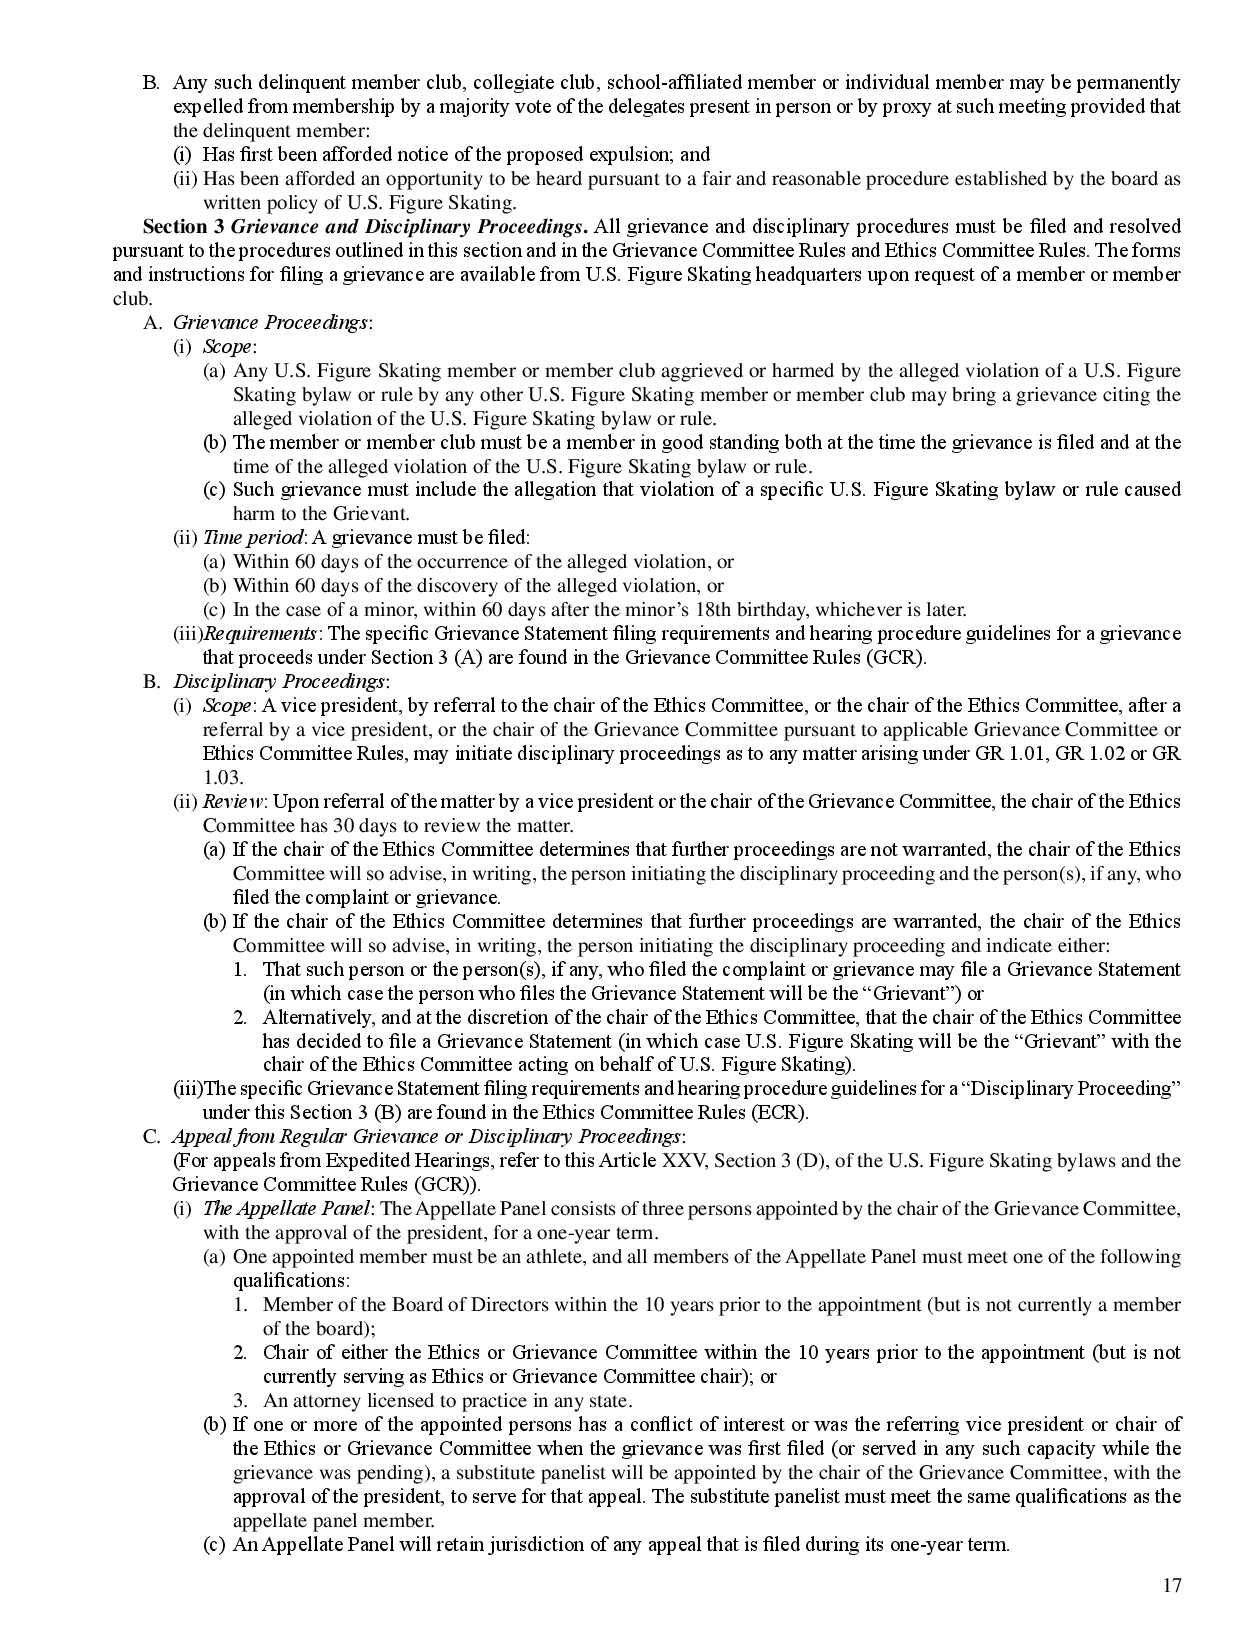 B. Any such delinquent member club, collegiate club, school-affiliated member or individual member may be permanently
expelled from membership by a majority vote of the delegates present in person or by proxy at such meeting provided that
the delinquent member:
(i) Has first been afforded notice of the proposed expulsion; and
(ii) Has been afforded an opportunity to be heard pursuant to a fair and reasonable procedure established by the board as
written policy of U.S. Figure Skating.
Section 3 Grievance and Disciplinary Proceedings. All grievance and disciplinary procedures must be filed and resolved
pursuant to the procedures outlined in this section and in the Grievance Committee Rules and Ethics Committee Rules. The forms
and instructions for filing a grievance are available from U.S. Figure Skating headquarters upon request of a member or member
club.
A. Grievance Proceedings:
(i) Scope:
(a) Any U.S. Figure Skating member or member club aggrieved or harmed by the alleged violation of a U.S. Figure
Skating bylaw or rule by any other U.S. Figure Skating member or member club may bring a grievance citing the
alleged violation of the U.S. Figure Skating bylaw or rule.
(b) The member or member club must be a member in good standing both at the time the grievance is filed and at the
time of the alleged violation of the U.S. Figure Skating bylaw or rule.
(c) Such grievance must include the allegation that violation of a specific U.S. Figure Skating bylaw or rule caused
harm to the Grievant.
(ii) Time period: A grievance must be filed:
(a) Within 60 days of the occurrence of the alleged violation, or
(b) Within 60 days of the discovery of the alleged violation, or
(c) In the case of a minor, within 60 days after the minor’s 18th birthday, whichever is later.
(iii)Requirements: The specific Grievance Statement filing requirements and hearing procedure guidelines for a grievance
that proceeds under Section 3 (A) are found in the Grievance Committee Rules (GCR).
B. Disciplinary Proceedings:
(i) Scope: A vice president, by referral to the chair of the Ethics Committee, or the chair of the Ethics Committee, after a
referral by a vice president, or the chair of the Grievance Committee pursuant to applicable Grievance Committee or
Ethics Committee Rules, may initiate disciplinary proceedings as to any matter arising under GR 1.01, GR 1.02 or GR
1.03.
(ii) Review: Upon referral of the matter by a vice president or the chair of the Grievance Committee, the chair of the Ethics
Committee has 30 days to review the matter.
(a) If the chair of the Ethics Committee determines that further proceedings are not warranted, the chair of the Ethics
Committee will so advise, in writing, the person initiating the disciplinary proceeding and the person(s), if any, who
filed the complaint or grievance.
(b) If the chair of the Ethics Committee determines that further proceedings are warranted, the chair of the Ethics
Committee will so advise, in writing, the person initiating the disciplinary proceeding and indicate either:
1. That such person or the person(s), if any, who filed the complaint or grievance may file a Grievance Statement
(in which case the person who files the Grievance Statement will be the “Grievant”) or
2. Alternatively, and at the discretion of the chair of the Ethics Committee, that the chair of the Ethics Committee
has decided to file a Grievance Statement (in which case U.S. Figure Skating will be the “Grievant” with the
chair of the Ethics Committee acting on behalf of U.S. Figure Skating).
(iii)The specific Grievance Statement filing requirements and hearing procedure guidelines for a “Disciplinary Proceeding”
under this Section 3 (B) are found in the Ethics Committee Rules (ECR).
C. Appeal from Regular Grievance or Disciplinary Proceedings:
(For appeals from Expedited Hearings, refer to this Article XXV, Section 3 (D), of the U.S. Figure Skating bylaws and the
Grievance Committee Rules (GCR)).
(i) The Appellate Panel: The Appellate Panel consists of three persons appointed by the chair of the Grievance Committee,
with the approval of the president, for a one-year term.
(a) One appointed member must be an athlete, and all members of the Appellate Panel must meet one of the following
qualifications:
1. Member of the Board of Directors within the 10 years prior to the appointment (but is not currently a member
of the board);
2. Chair of either the Ethics or Grievance Committee within the 10 years prior to the appointment (but is not
currently serving as Ethics or Grievance Committee chair); or
3. An attorney licensed to practice in any state.
(b) If one or more of the appointed persons has a conflict of interest or was the referring vice president or chair of
the Ethics or Grievance Committee when the grievance was first filed (or served in any such capacity while the
grievance was pending), a substitute panelist will be appointed by the chair of the Grievance Committee, with the
approval of the president, to serve for that appeal. The substitute panelist must meet the same qualifications as the
appellate panel member.
(c) An Appellate Panel will retain jurisdiction of any appeal that is filed during its one-year term.
17